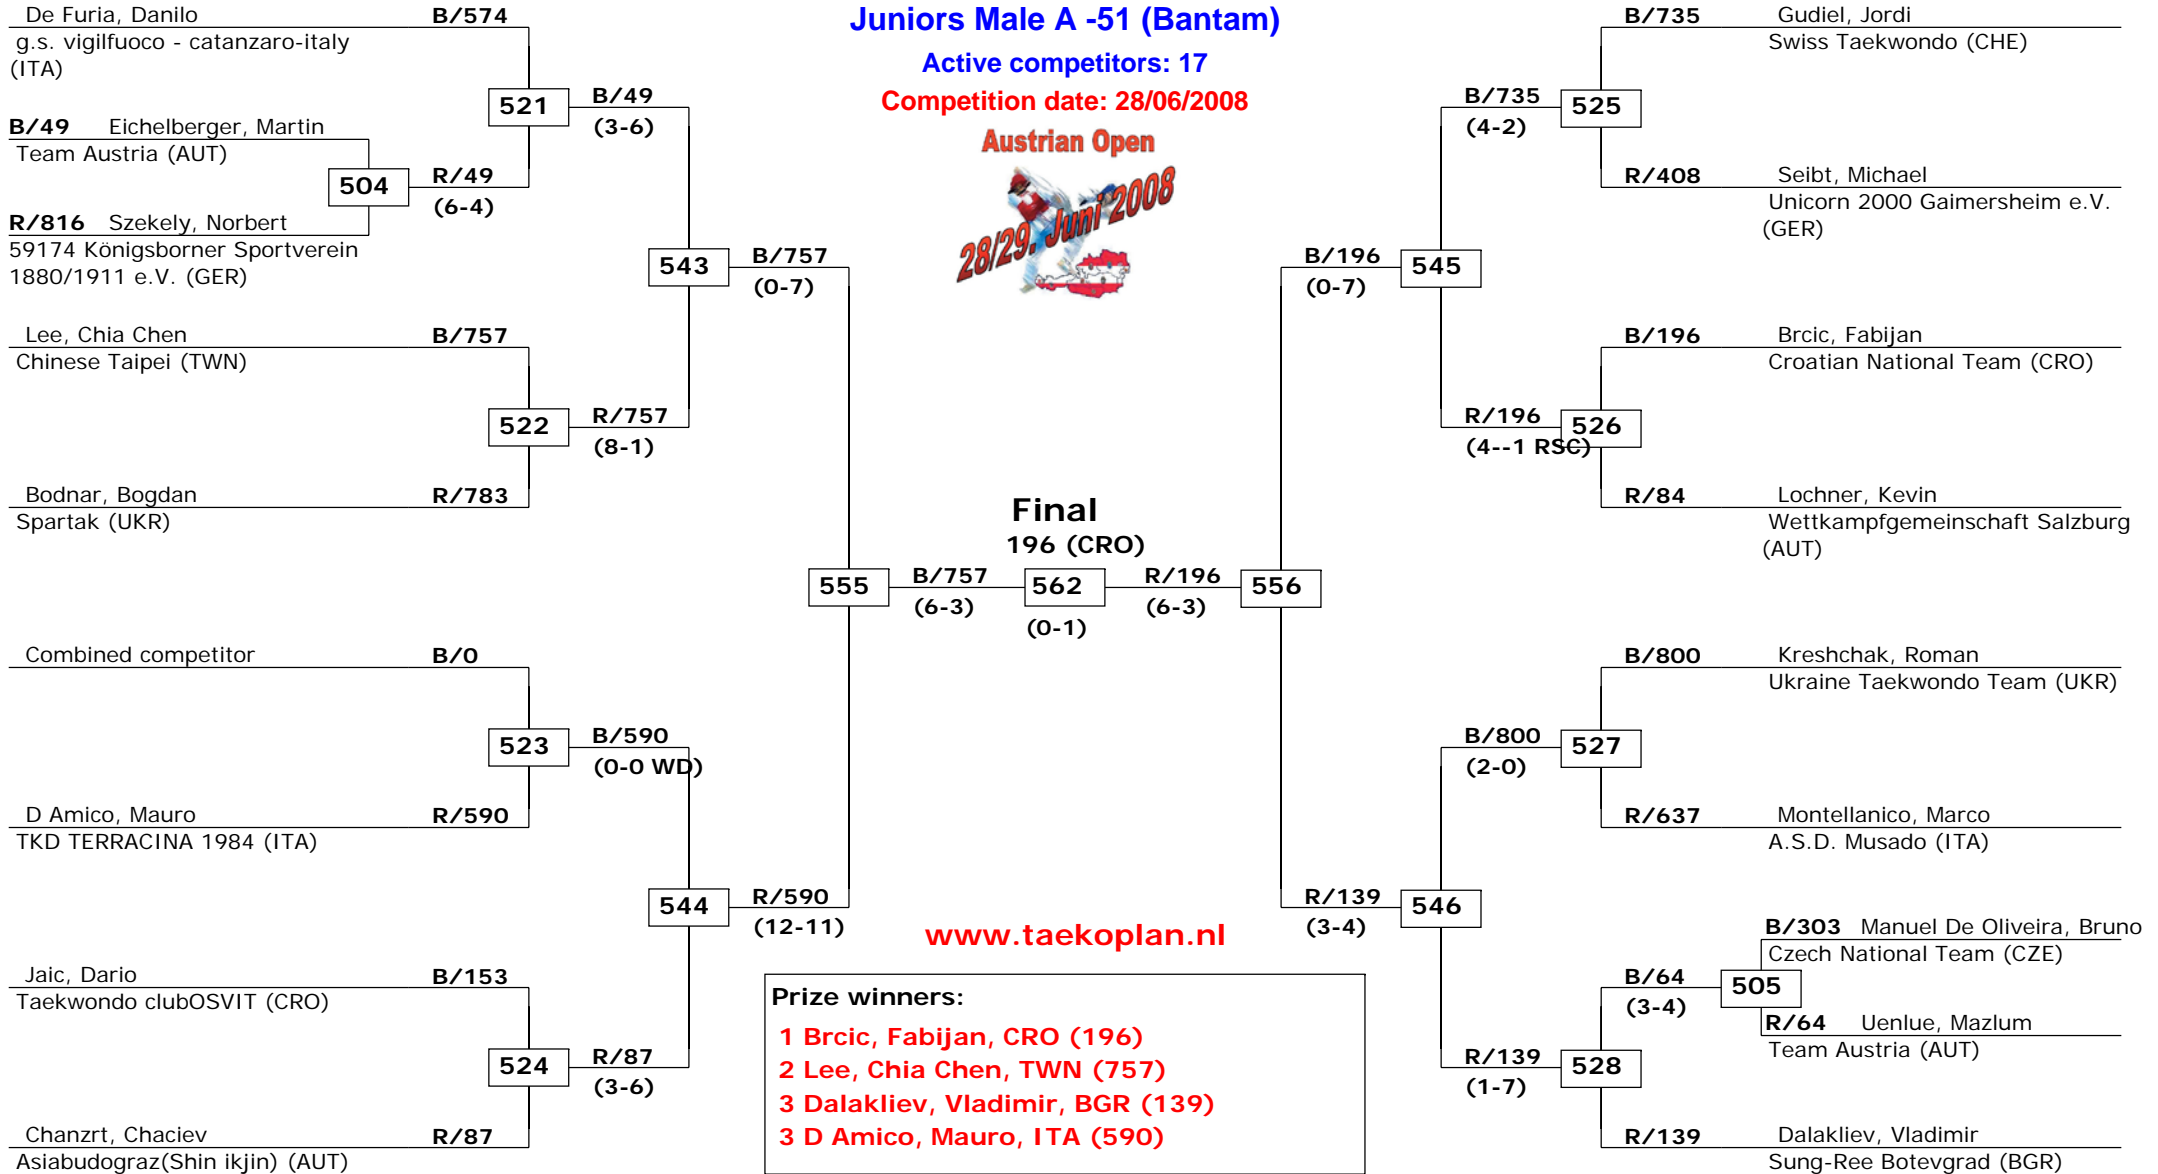 Juniors Male A -51 (Bantam)
Active competitors: 17
Competition date: 28/06/2008
Austrian Open
28/29. Juni 2008
De Furia, Danilo B/574
g.s. vigilfuoco - catanzaro-italy
(ITA)
521
B/49
(3-6)
B/49 Eichelberger, Martin
Team Austria (AUT)
504
R/49
(6-4)
R/816 Szekely, Norbert
59174 Königsborner Sportverein
1880/1911 e.V. (GER)
543
B/757
(0-7)
Lee, Chia Chen B/757
Chinese Taipei (TWN)
522
R/757
(8-1)
Bodnar, Bogdan R/783
Spartak (UKR)
555
B/757
(6-3)
Combined competitor B/0
523
B/590
(0-0 WD)
D Amico, Mauro R/590
TKD TERRACINA 1984 (ITA)
544
R/590
(12-11)
Jaic, Dario B/153
Taekwondo clubOSVIT (CRO)
524
R/87
(3-6)
Chanzrt, Chaciev R/87
Asiabudograz(Shin ikjin) (AUT)
Final
196 (CRO)
562
(0-1)
R/196
(6-3)
556
B/735 Gudiel, Jordi
Swiss Taekwondo (CHE)
B/735
(4-2)
525
R/408 Seibt, Michael
Unicorn 2000 Gaimersheim e.V.
(GER)
B/196
(0-7)
545
B/196 Brcic, Fabijan
Croatian National Team (CRO)
R/196
(4--1 RSC)
526
R/84 Lochner, Kevin
Wettkampfgemeinschaft Salzburg
(AUT)
B/800 Kreshchak, Roman
Ukraine Taekwondo Team (UKR)
B/800
(2-0)
527
R/637 Montellanico, Marco
A.S.D. Musado (ITA)
R/139
(3-4)
546
B/303 Manuel De Oliveira, Bruno
Czech National Team (CZE)
B/64
(3-4)
505
R/64 Uenlue, Mazlum
Team Austria (AUT)
R/139
(1-7)
528
R/139 Dalakliev, Vladimir
Sung-Ree Botevgrad (BGR)
www.taekoplan.nl
Prize winners:
1 Brcic, Fabijan, CRO (196)
2 Lee, Chia Chen, TWN (757)
3 Dalakliev, Vladimir, BGR (139)
3 D Amico, Mauro, ITA (590)